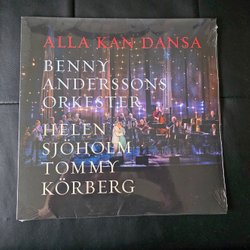 ALLA KAN DANSA
BENNY
ANDERSSONS
ORKESTER
HELEN
SJÖHOLM
TOMMY
KÖRBERG